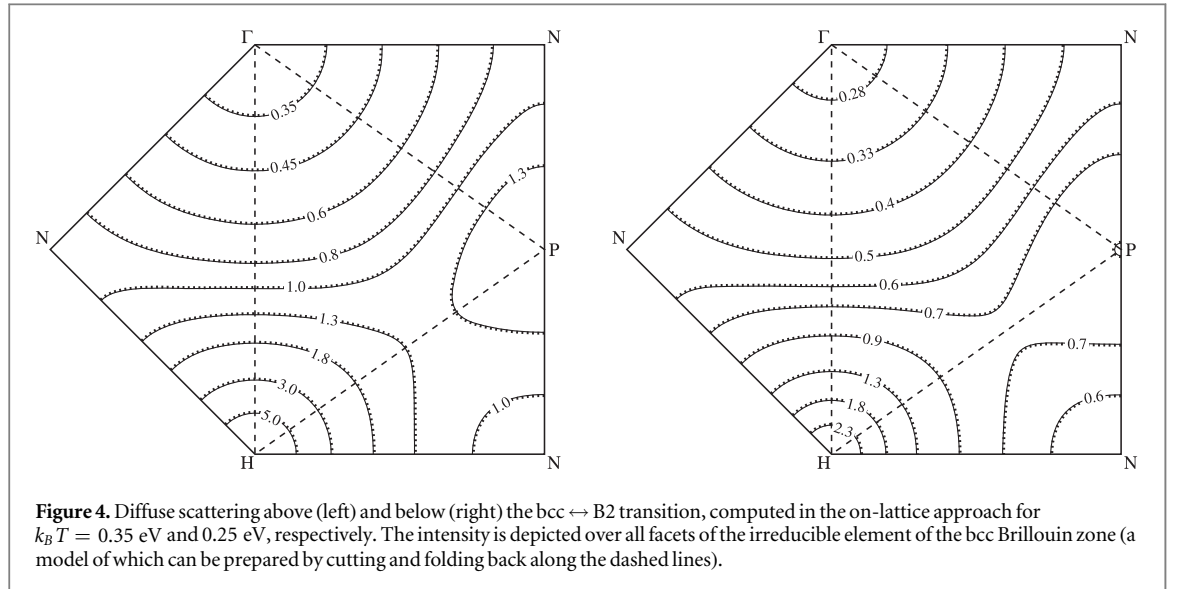 Γ N Γ N
0.35 0.28
0.45 1.3 0.33
0.6 0.4
N 0.8 P N 0.5 P
1.0 0.6
1.3 0.7
1.8 0.9 0.7
3.0 1.3
5.0 1.0 1.8 0.6
2.3
H N H N
Figure 4. Diffuse scattering above (left) and below (right) the bcc ↔ B2 transition, computed in the on-lattice approach for
k_B T = 0.35 eV and 0.25 eV, respectively. The intensity is depicted over all facets of the irreducible element of the bcc Brillouin zone (a
model of which can be prepared by cutting and folding back along the dashed lines).